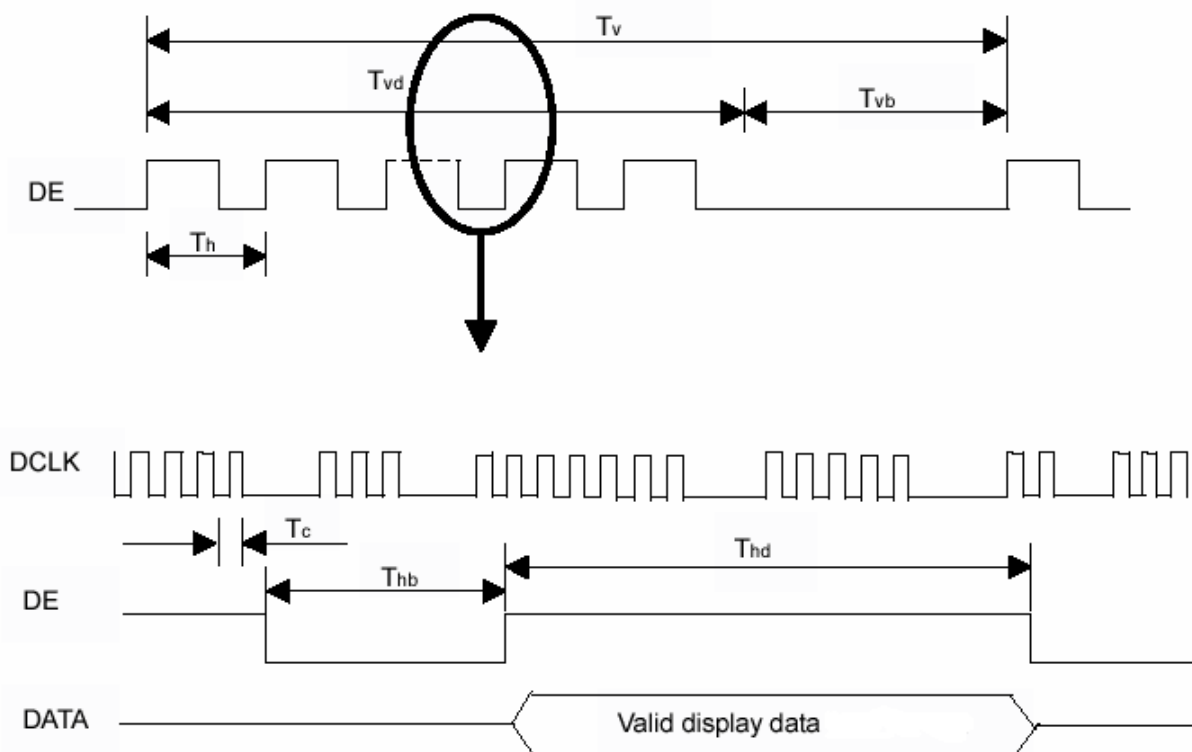 Tv
Tvd
Tvb
DE
Th
DCLK
Tc
Thd
Thb
DE
DATA
Valid display data